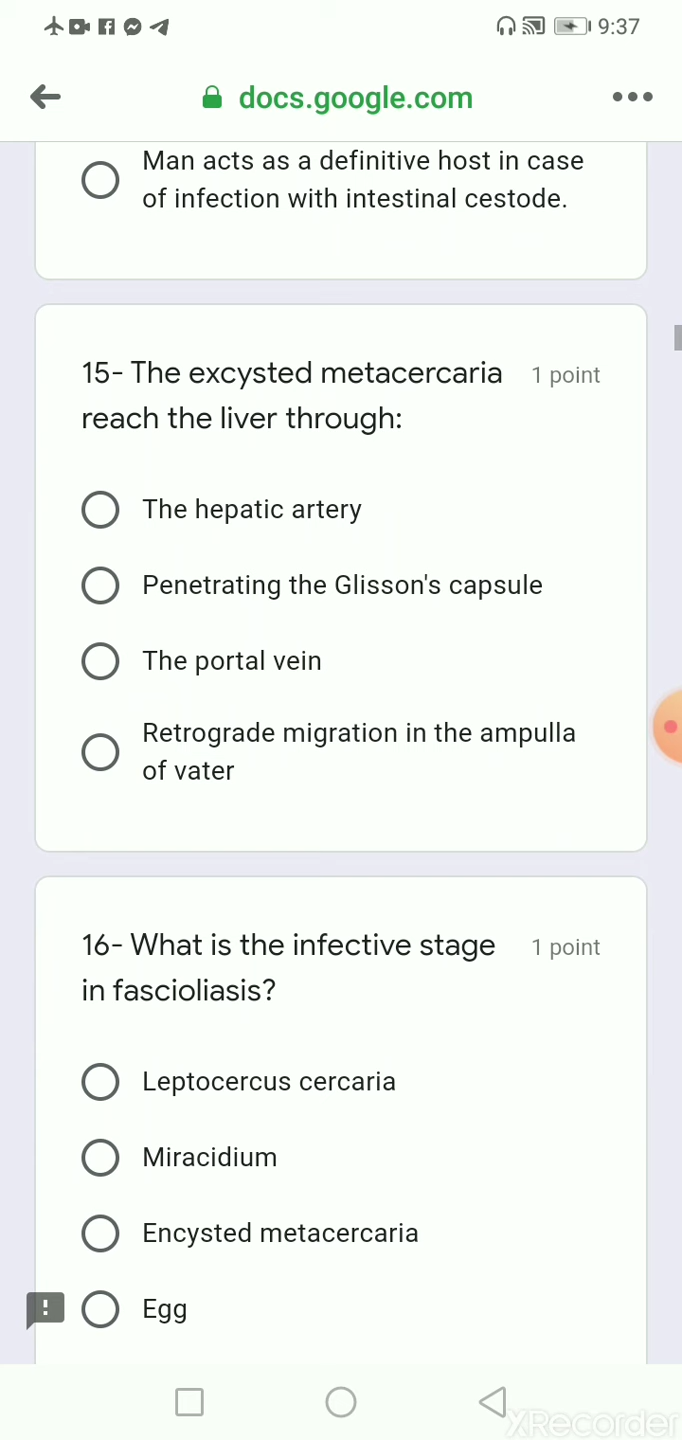 9:37
docs.google.com
Man acts as a definitive host in case
of infection with intestinal cestode.
15- The excysted metacercaria 1 point
reach the liver through:
The hepatic artery
Penetrating the Glisson's capsule
The portal vein
Retrograde migration in the ampulla
of vater
16- What is the infective stage 1 point
in fascioliasis?
Leptocercus cercaria
Miracidium
Encysted metacercaria
Egg
XRecorder